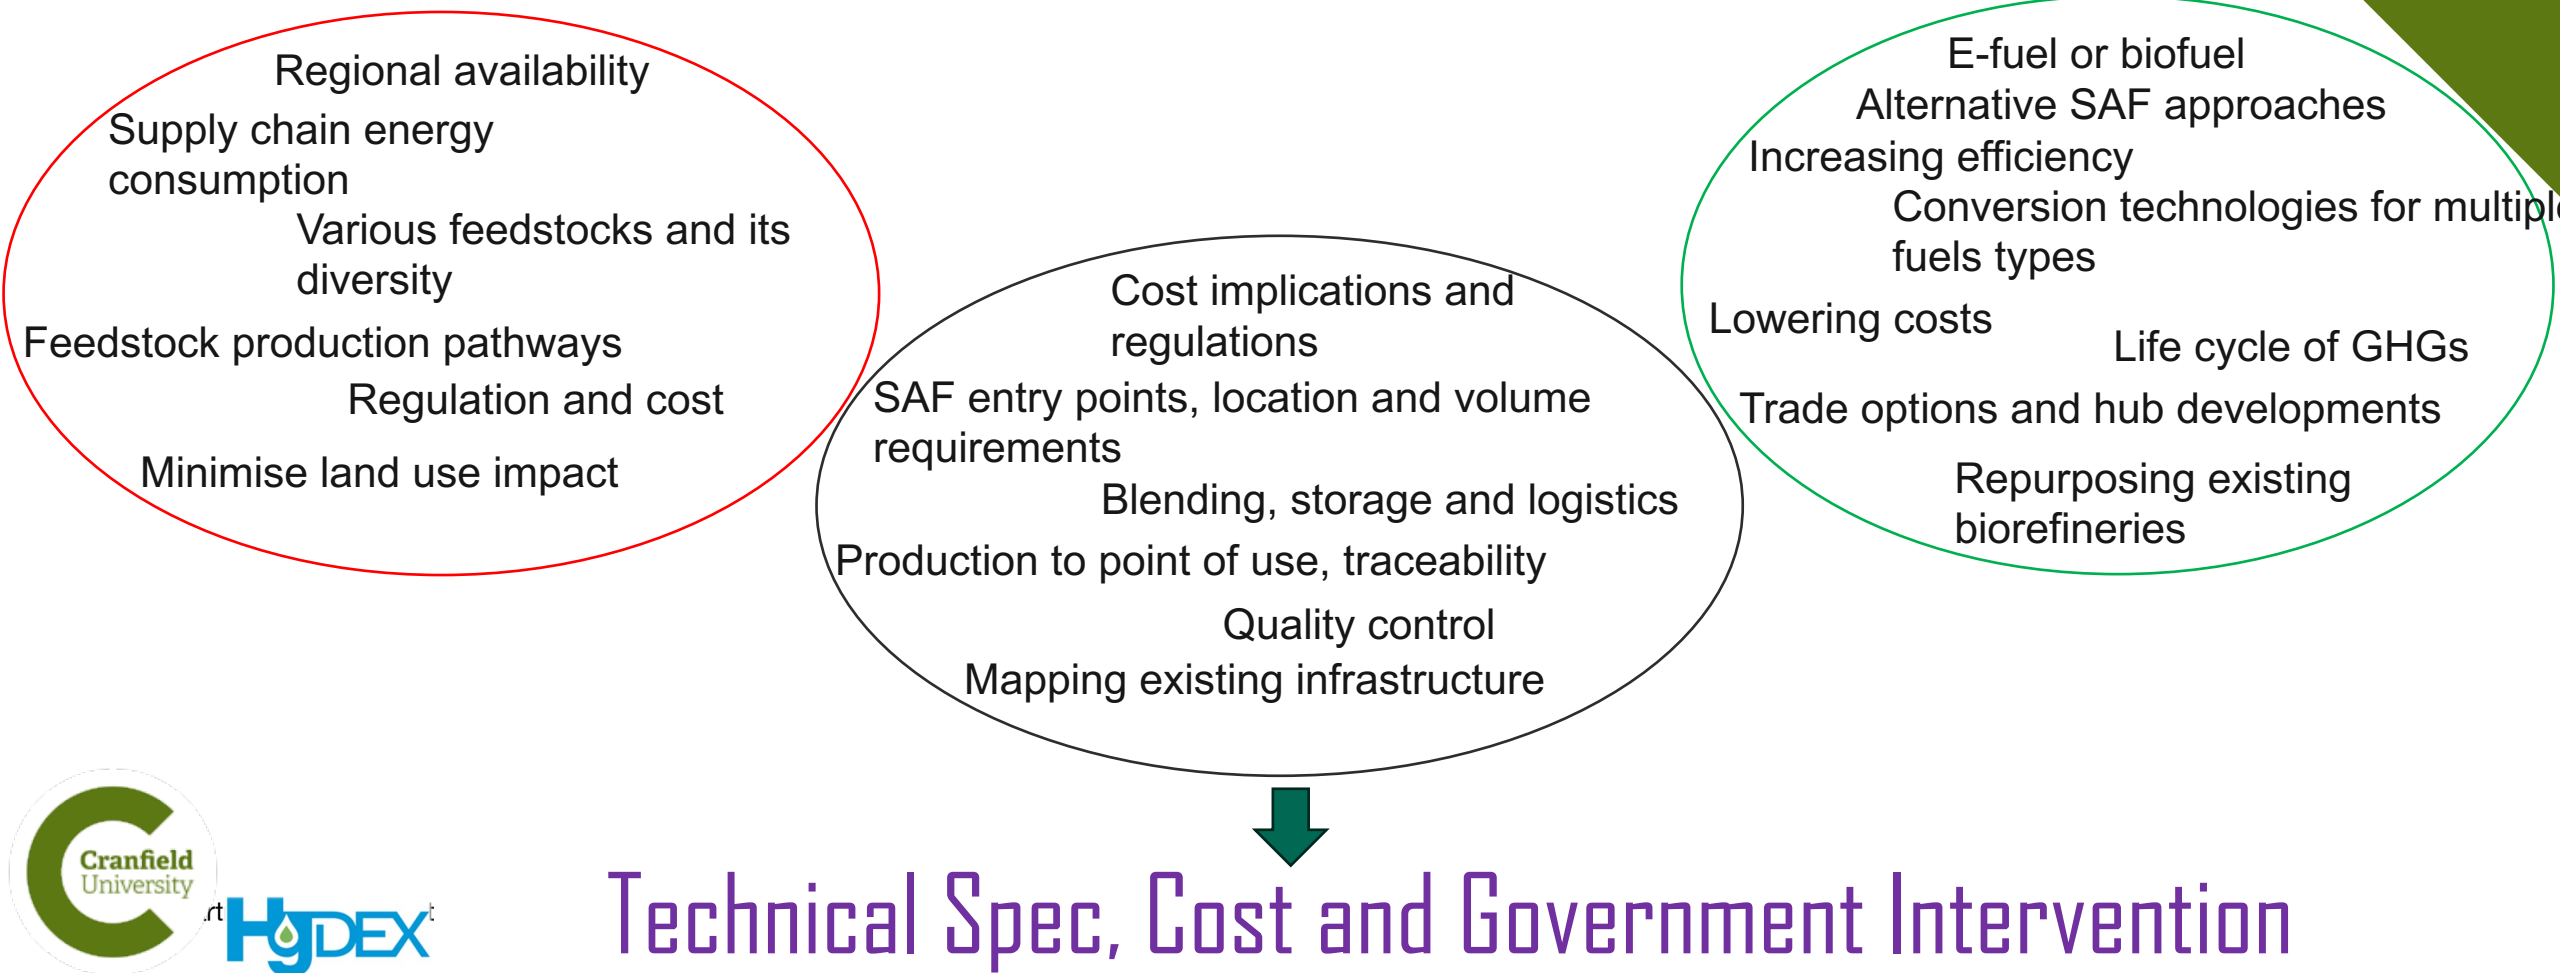 Regional availability
Supply chain energy
consumption
Various feedstocks and its
diversity
Feedstock production pathways
Regulation and cost
Minimise land use impact
Cost implications and
regulations
SAF entry points, location and volume
requirements
Blending, storage and logistics
Production to point of use, traceability
Quality control
Mapping existing infrastructure
E-fuel or biofuel
Alternative SAF approaches
Increasing efficiency
Conversion technologies for multiple
fuels types
Lowering costs
Life cycle of GHGs
Trade options and hub developments
Repurposing existing
biorefineries
Cranfield
University
HyDEX
Technical Spec, Cost and Government Intervention